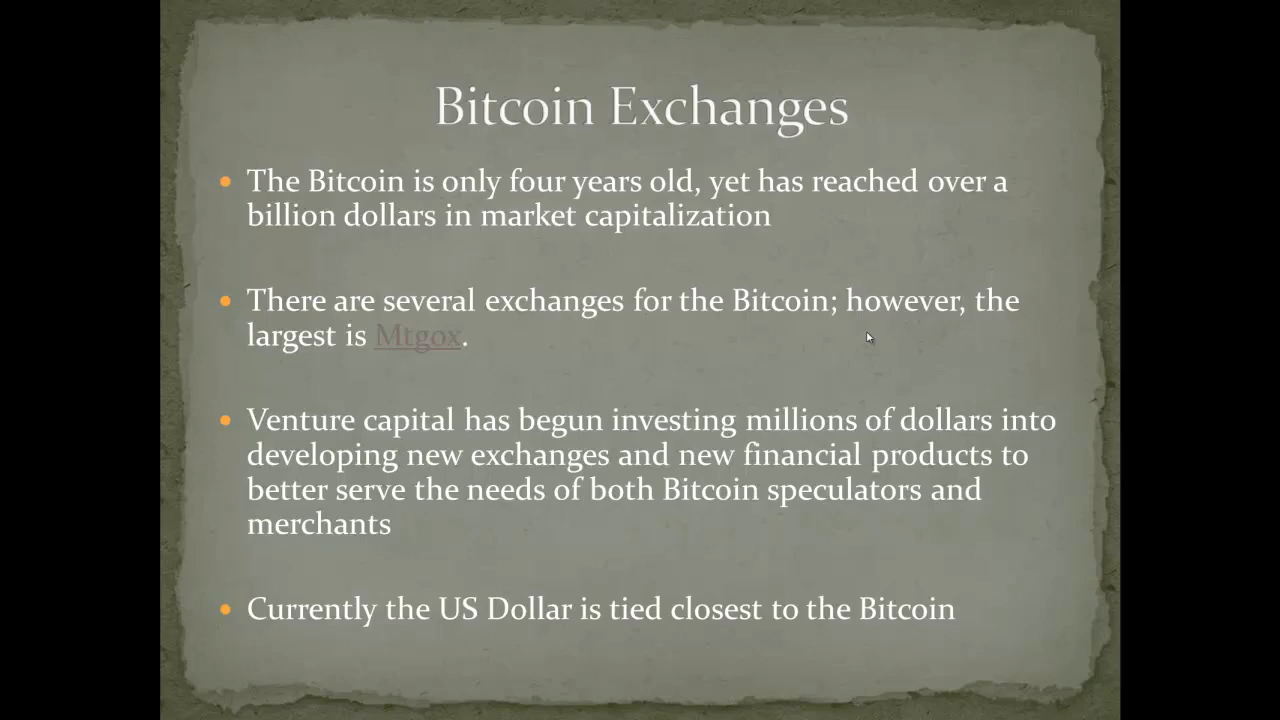 Bitcoin Exchanges
• The Bitcoin is only four years old, yet has reached over a
billion dollars in market capitalization
• There are several exchanges for the Bitcoin; however, the
largest is Mtgox.
• Venture capital has begun investing millions of dollars into
developing new exchanges and new financial products to
better serve the needs of both Bitcoin speculators and
merchants
• Currently the US Dollar is tied closest to the Bitcoin